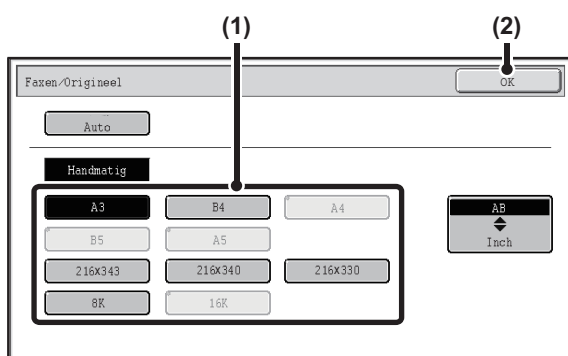 (1) (2)
Faxen/Origineel OK
Auto
Handmatig
A3 B4 A4 AB
B5 A5 Inch
216X343 216X340 216X330
8K 16K